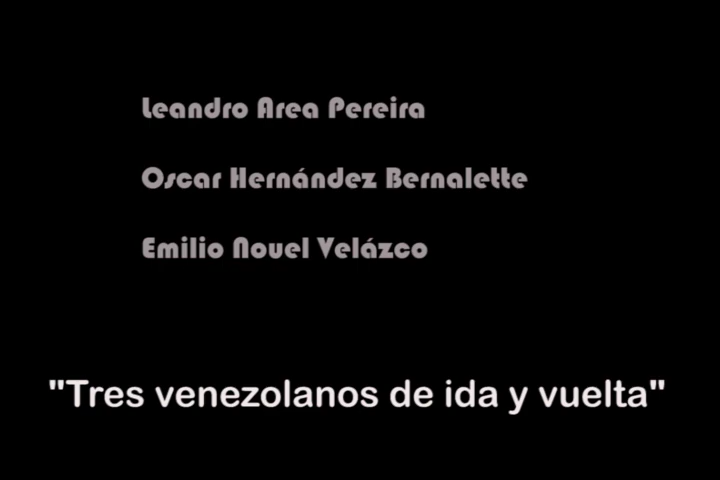 Leandro Area Pereira
Oscar Hernández Bernalette
Emilio Nouel Velázco
"Tres venezolanos de ida y vuelta"